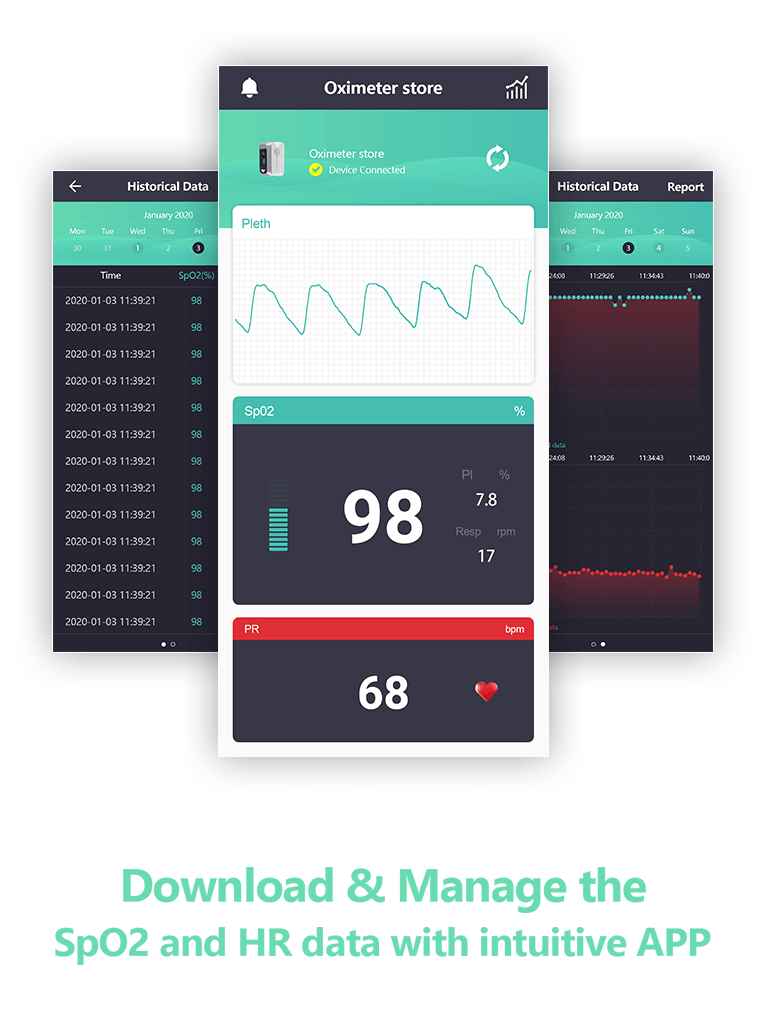 Oximeter store
Oximeter store
Device Connected
Pleth
Sp02 %
PI %
7.8
98
Resp rpm
17
PR bpm
68
Historical Data
January 2020
Mon Tue Wed Thu Fri
30 31 1 2 3
Time SpO2(%)
2020-01-03 11:39:21 98
2020-01-03 11:39:21 98
2020-01-03 11:39:21 98
2020-01-03 11:39:21 98
2020-01-03 11:39:21 98
2020-01-03 11:39:21 98
2020-01-03 11:39:21 98
2020-01-03 11:39:21 98
2020-01-03 11:39:21 98
2020-01-03 11:39:21 98
2020-01-03 11:39:21 98
2020-01-03 11:39:21 98
2020-01-03 11:39:21 98
Historical Data Report
January 2020
Wed Thu Fri Sat Sun
1 2 3 4 5
24:08 11:29:26 11:34:43 11:40:0
data
24:08 11:29:26 11:34:43 11:40:0
Download & Manage the
SpO2 and HR data with intuitive APP